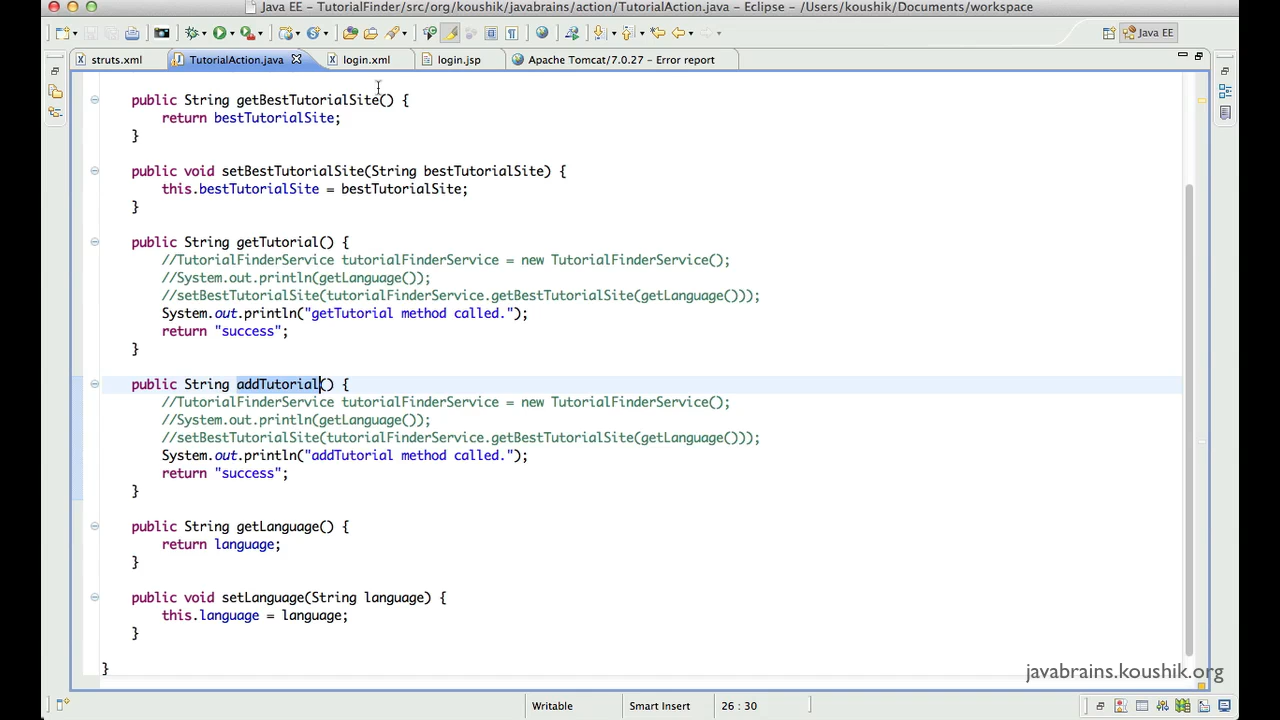 Java EE - TutorialFinder/src/org/koushik/javabrains/action/TutorialAction.java - Eclipse - /Users/koushik/Documents/workspace
Java EE
struts.xml TutorialAction.java login.xml login.jsp Apache Tomcat/7.0.27 - Error report
public String getBestTutorialSite() {
return bestTutorialSite;
}
public void setBestTutorialSite(String bestTutorialSite) {
this.bestTutorialSite = bestTutorialSite;
}
public String getTutorial() {
//TutorialFinderService tutorialFinderService = new TutorialFinderService();
//System.out.println(getLanguage());
//setBestTutorialSite(tutorialFinderService.getBestTutorialSite(getLanguage()));
System.out.println("getTutorial method called.");
return "success";
}
public String addTutorial() {
//TutorialFinderService tutorialFinderService = new TutorialFinderService();
//System.out.println(getLanguage());
//setBestTutorialSite(tutorialFinderService.getBestTutorialSite(getLanguage()));
System.out.println("addTutorial method called.");
return "success";
}
public String getLanguage() {
return language;
}
public void setLanguage(String language) {
this.language = language;
}
}
javabrains.koushik.org
Writable Smart Insert 26 : 30